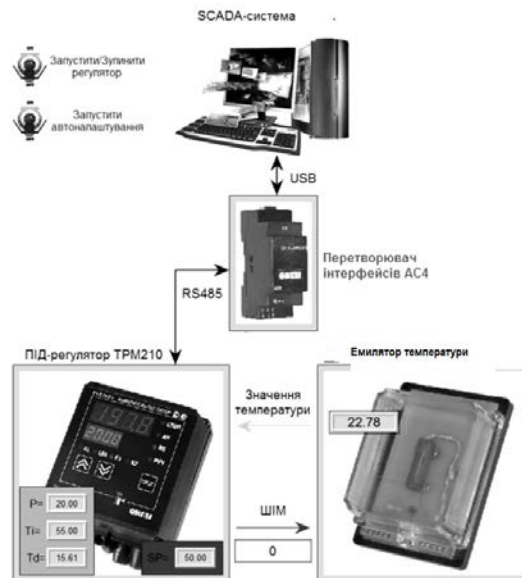 SCADA-система
Запустити/Зупинити
регулятор
Запустити
автоналаштування
USB
Перетворювач
інтерфейсів AC4
RS485
ПІД-регулятор ТРМ210
Емилятор температури
Значення
температури
22.78
P= 20.00
Ti= 55.00
Td= 15.61
SP= 50.00
ШІМ
0